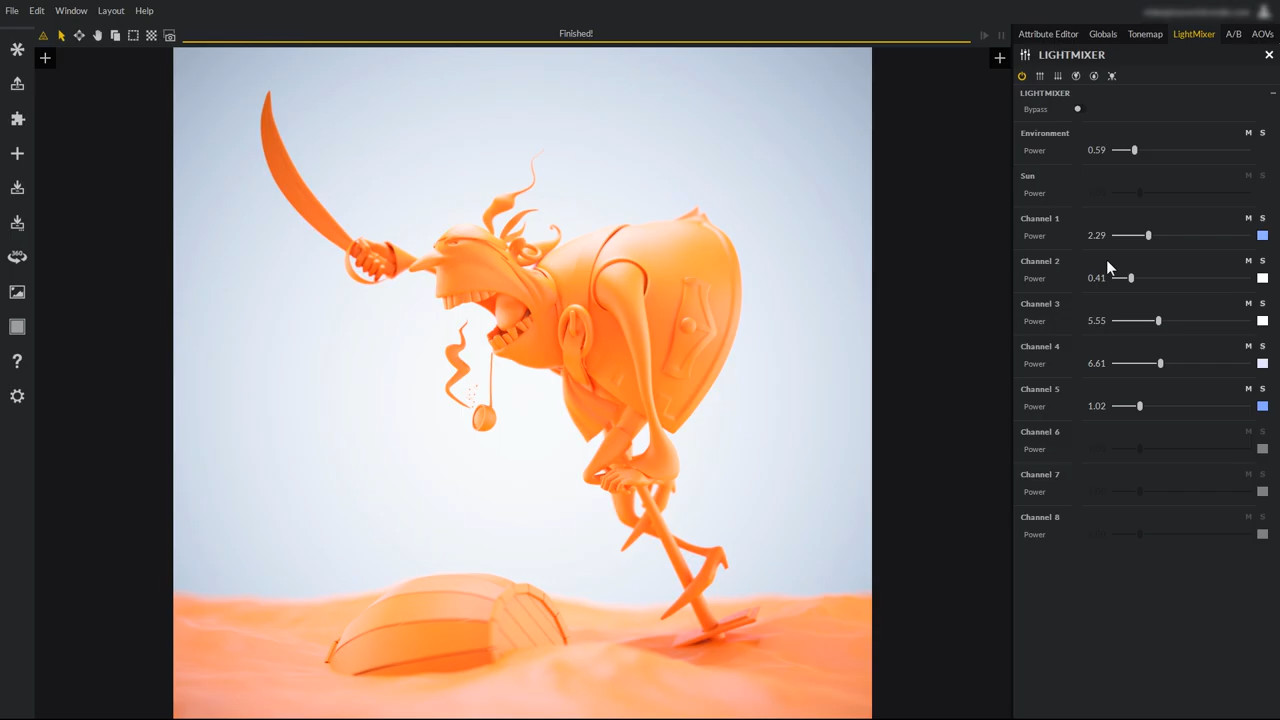 File Edit Window Layout Help
Finished!
Attribute Editor Globals Tonemap LightMixer A/B AOVs
LIGHTMIXER
LIGHTMIXER
Bypass
Environment M S
Power 0.59
Sun M S
Power
Channel 1 M S
Power 2.29
Channel 2 M S
Power 0.41
Channel 3 M S
Power 5.55
Channel 4 M S
Power 6.61
Channel 5 M S
Power 1.02
Channel 6 M S
Power
Channel 7 M S
Power
Channel 8 M S
Power
360